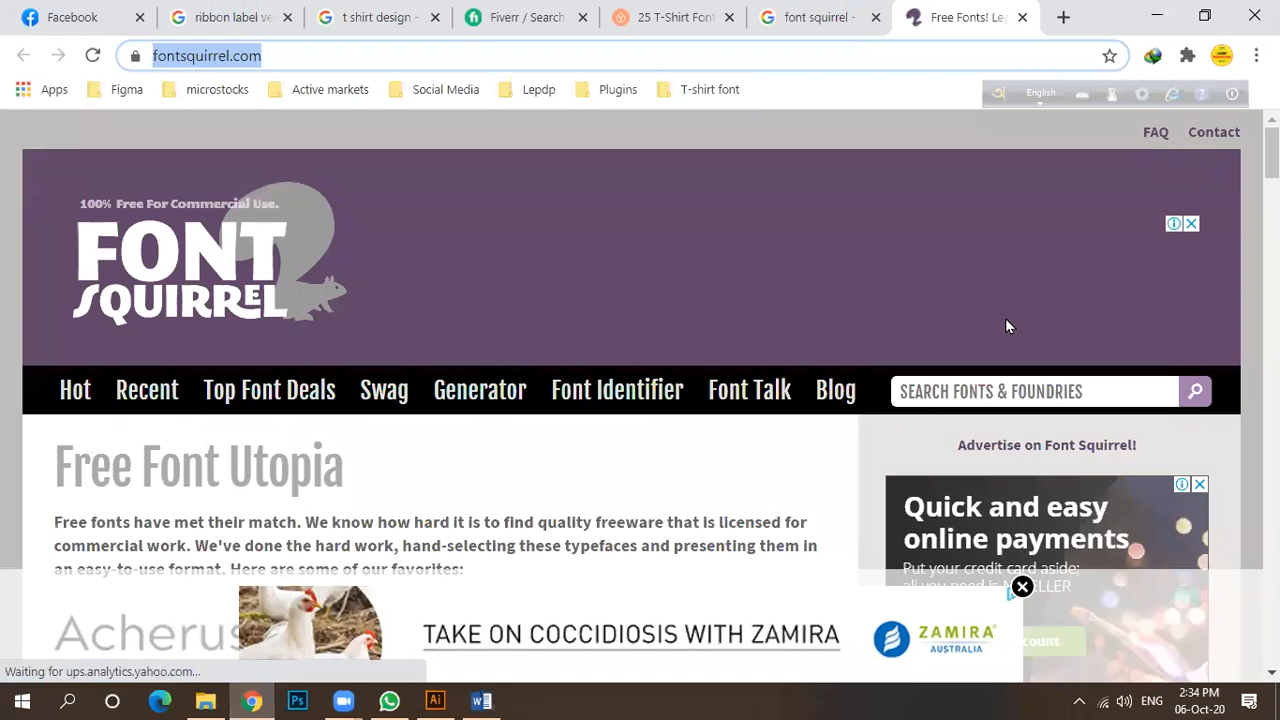 Facebook
ribbon label ve
t shirt design -
Fiverr / Search
25 T-Shirt Font
font squirrel -
Free Fonts! Le
fontsquirrel.com
Apps
Figma
microstocks
Active markets
Social Media
Lepdp
Plugins
T-shirt font
English
FAQ
Contact
100% Free For Commercial Use.
FONT
SQUIRREL
Hot
Recent
Top Font Deals
Swag
Generator
Font Identifier
Font Talk
Blog
SEARCH FONTS & FOUNDRIES
Free Font Utopia
Free fonts have met their match. We know how hard it is to find quality freeware that is licensed for
commercial work. We've done the hard work, hand-selecting these typefaces and presenting them in
an easy-to-use format. Here are some of our favorites:
Acherus
Advertise on Font Squirrel!
Quick and easy
online payments
Put your credit card aside;
all you need is
TAKE ON COCCIDIOSIS WITH ZAMIRA
ZAMIRA
AUSTRALIA
Waiting for ups.analytics.yahoo.com...
Ps
Ai
ENG
2:34 PM
06-Oct-20